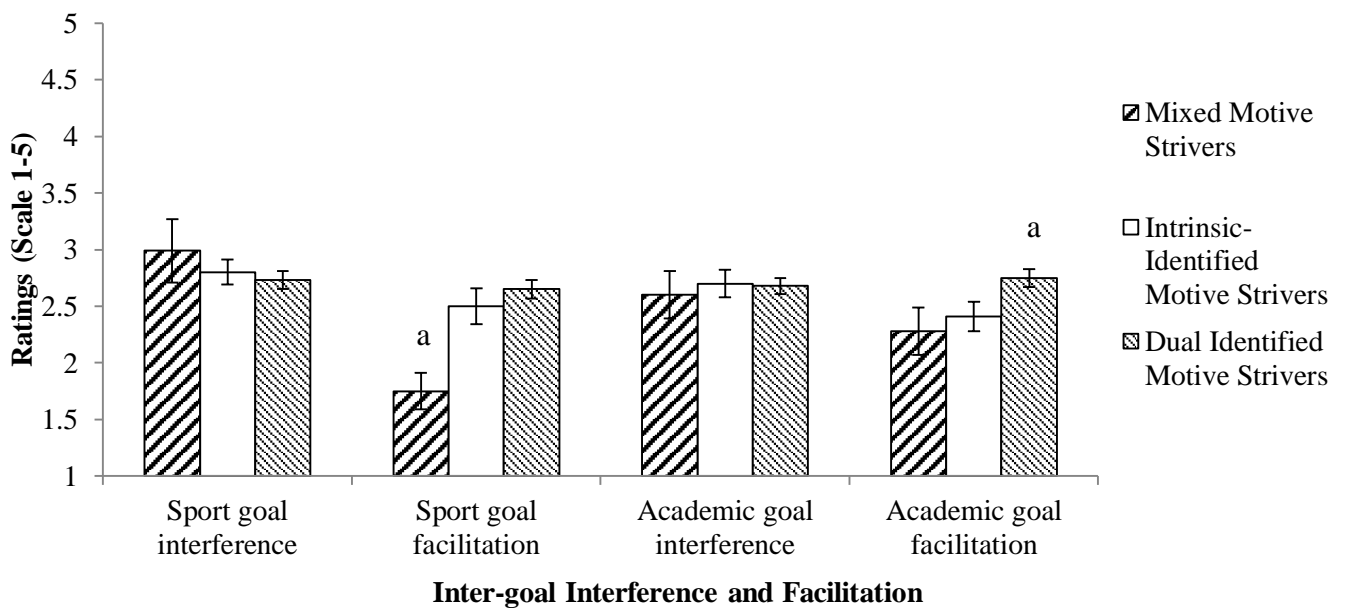 5
4.5
4
3.5
3
2.5
2
1.5
1
Ratings (Scale 1-5)
a
a
Sport goal
interference
Sport goal
facilitation
Academic goal
interference
Academic goal
facilitation
Inter-goal Interference and Facilitation
Mixed Motive
Strivers
Intrinsic-
Identified
Motive Strivers
Dual Identified
Motive Strivers